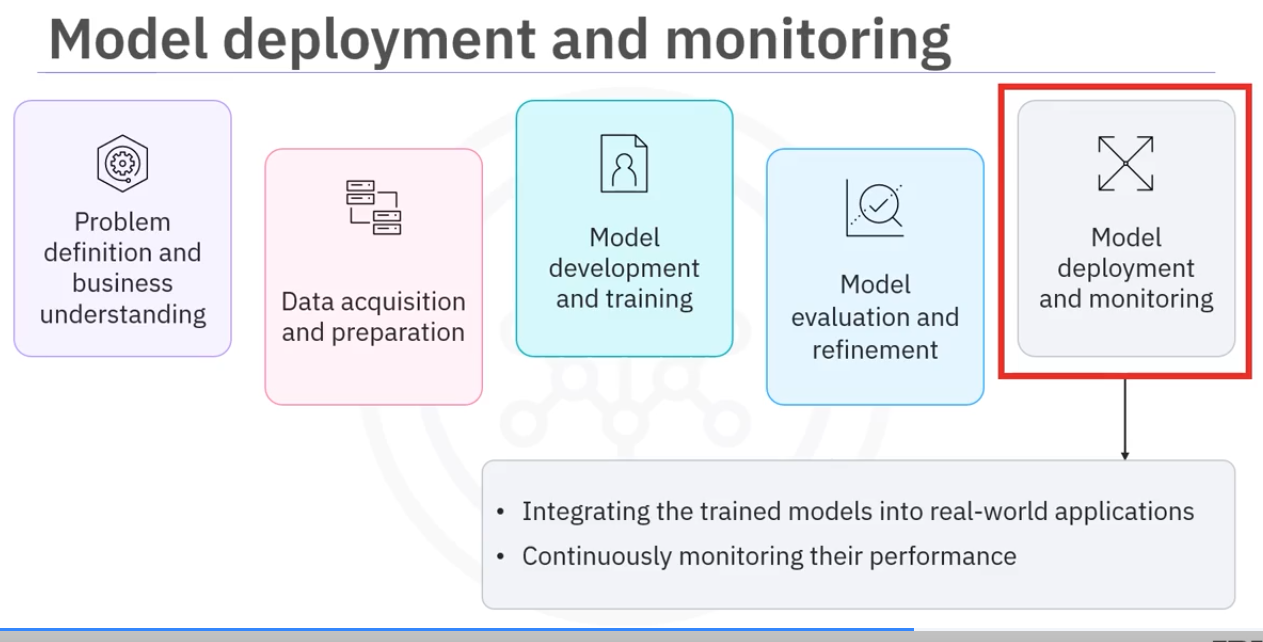 Model deployment and monitoring
Problem
definition and
business
understanding
Data acquisition
and preparation
Model
development
and training
Model
evaluation and
refinement
Model
deployment
and monitoring
• Integrating the trained models into real-world applications
• Continuously monitoring their performance